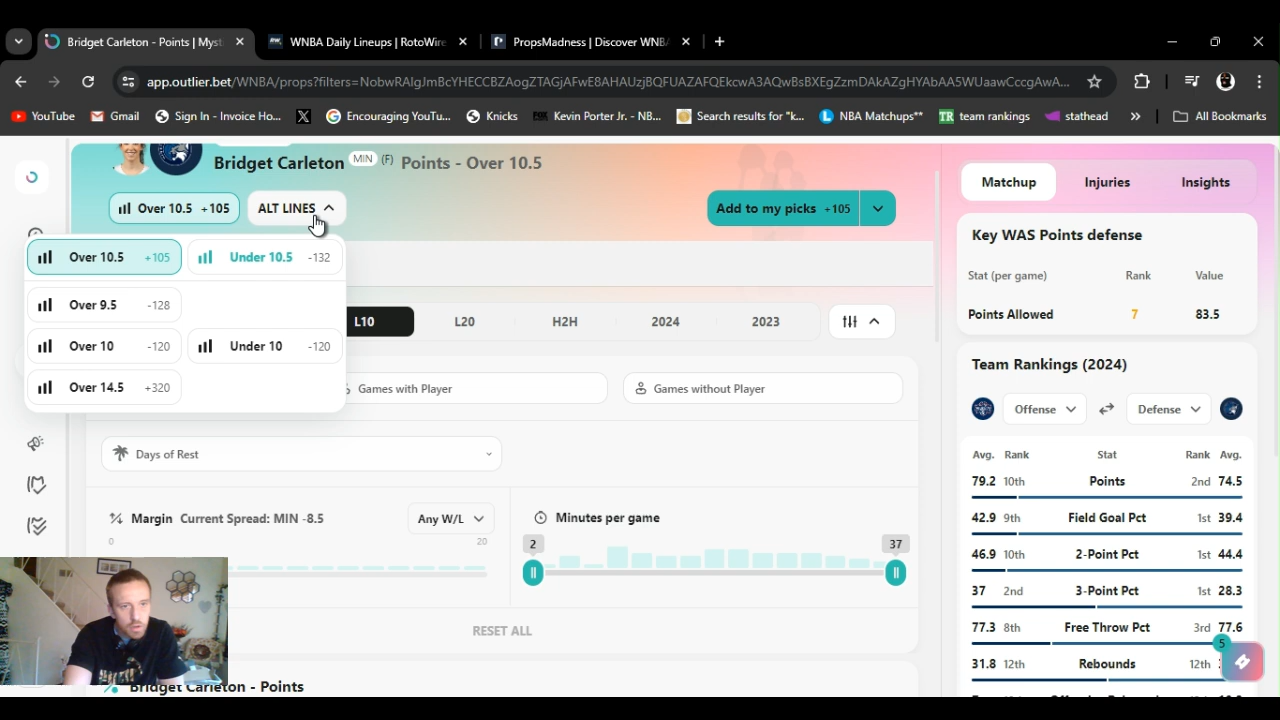 Bridget Carleton - Points | Myst
WNBA Daily Lineups | RotoWire
PropsMadness | Discover WNB
app.outlier.bet/WNBA/props?filters=
YouTube
Gmail
Sign In - Invoice Ho...
Encouraging YouTu...
Knicks
Kevin Porter Jr. - NB...
Search results for "k...
NBA Matchups**
TR team rankings
stathead
»
All Bookmarks
Bridget Carleton MIN (F) Points - Over 10.5
Over 10.5 +105
ALT LINES
Add to my picks +105
Over 10.5 +105
Under 10.5 -132
Over 9.5 -128
Over 10 -120
Under 10 -120
Over 14.5 +320
L10
L20
H2H
2024
2023
Games with Player
Games without Player
Days of Rest
Margin Current Spread: MIN -8.5
Any W/L
0
20
Minutes per game
2
37
RESET ALL
Bridget Carleton - Points
Matchup
Injuries
Insights
Key WAS Points defense
Stat (per game) Rank Value
Points Allowed 7 83.5
Team Rankings (2024)
Offense
Defense
Avg. Rank Stat Rank Avg.
79.2 10th Points 2nd 74.5
42.9 9th Field Goal Pct 1st 39.4
46.9 10th 2-Point Pct 1st 44.4
37 2nd 3-Point Pct 1st 28.3
77.3 8th Free Throw Pct 3rd 77.6
31.8 12th Rebounds 12th
5